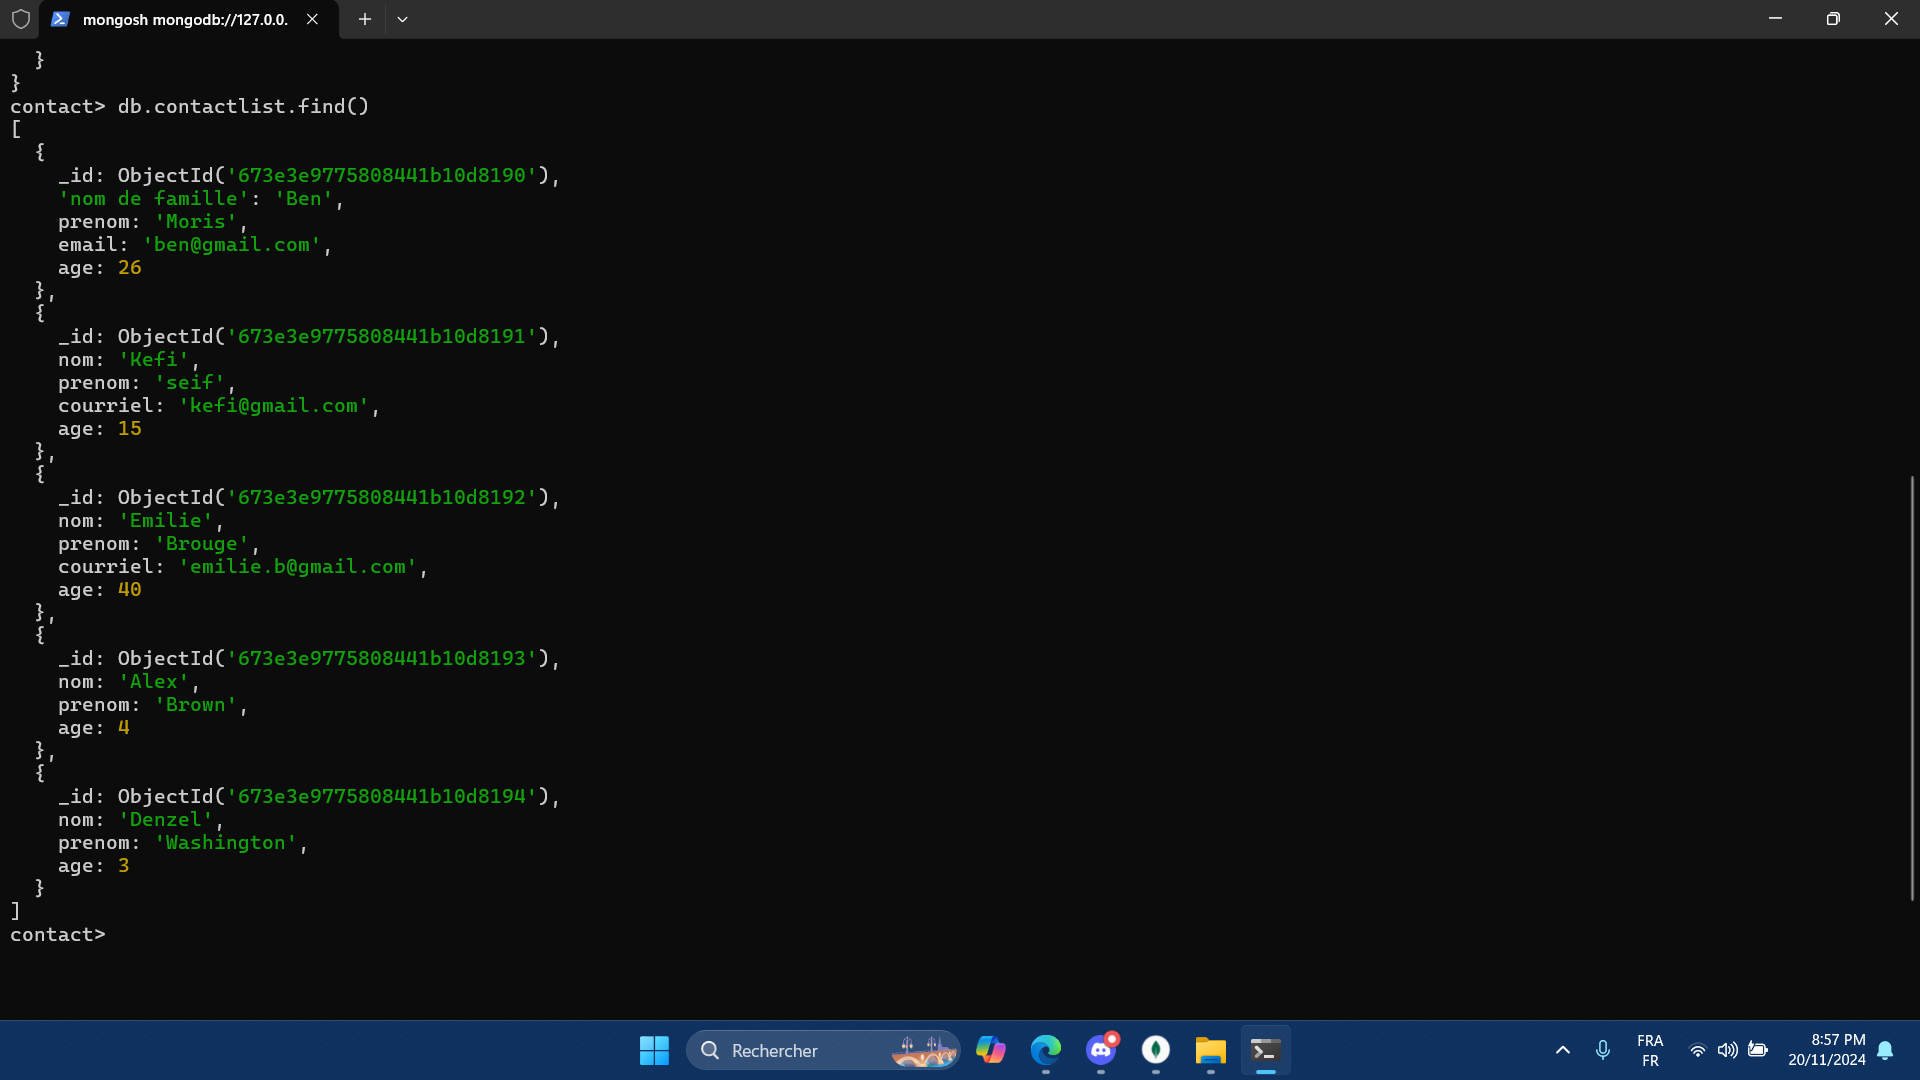 mongosh mongodb://127.0.0.
  }
}
contact> db.contactlist.find()
[
  {
    _id: ObjectId('673e3e9775808441b10d8190'),
    'nom de famille': 'Ben',
    prenom: 'Moris',
    email: 'ben@gmail.com',
    age: 26
  },
  {
    _id: ObjectId('673e3e9775808441b10d8191'),
    nom: 'Kefi',
    prenom: 'seif',
    courriel: 'kefi@gmail.com',
    age: 15
  },
  {
    _id: ObjectId('673e3e9775808441b10d8192'),
    nom: 'Emilie',
    prenom: 'Brouge',
    courriel: 'emilie.b@gmail.com',
    age: 40
  },
  {
    _id: ObjectId('673e3e9775808441b10d8193'),
    nom: 'Alex',
    prenom: 'Brown',
    age: 4
  },
  {
    _id: ObjectId('673e3e9775808441b10d8194'),
    nom: 'Denzel',
    prenom: 'Washington',
    age: 3
  }
]
contact>
Rechercher
FRA
FR
8:57 PM
20/11/2024